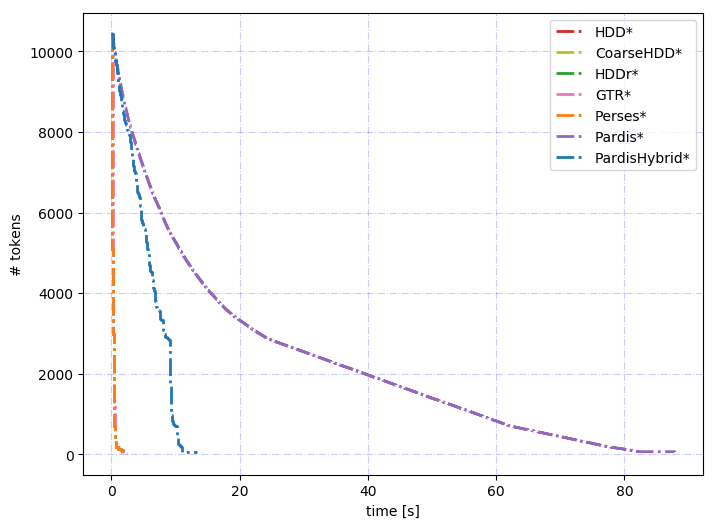 HDD*
CoarseHDD*
HDDr*
GTR*
Perses*
Pardis*
PardisHybrid*
10000
8000
6000
4000
2000
0
# tokens
0 20 40 60 80
time [s]